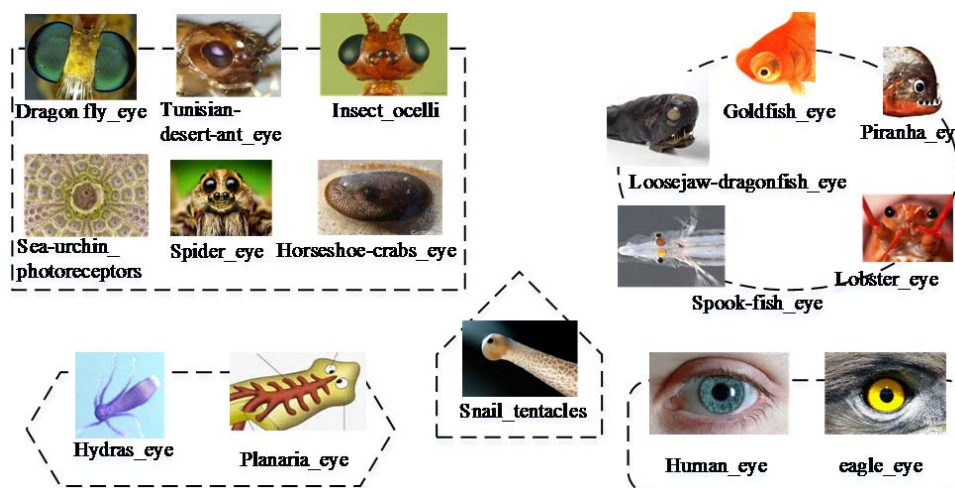 Dragon fly_eye
Tunisian-
desert-ant_eye
Insect_ocelli
Sea-urchin_
photoreceptors
Spider_eye
Horseshoe-crabs_eye
Goldfish_eye
Piranha_ey
Loosejaw-dragonfish_eye
Lobster_eye
Spook-fish_eye
Hydras_eye
Planaria_eye
Snail_tentacles
Human_eye
eagle_eye